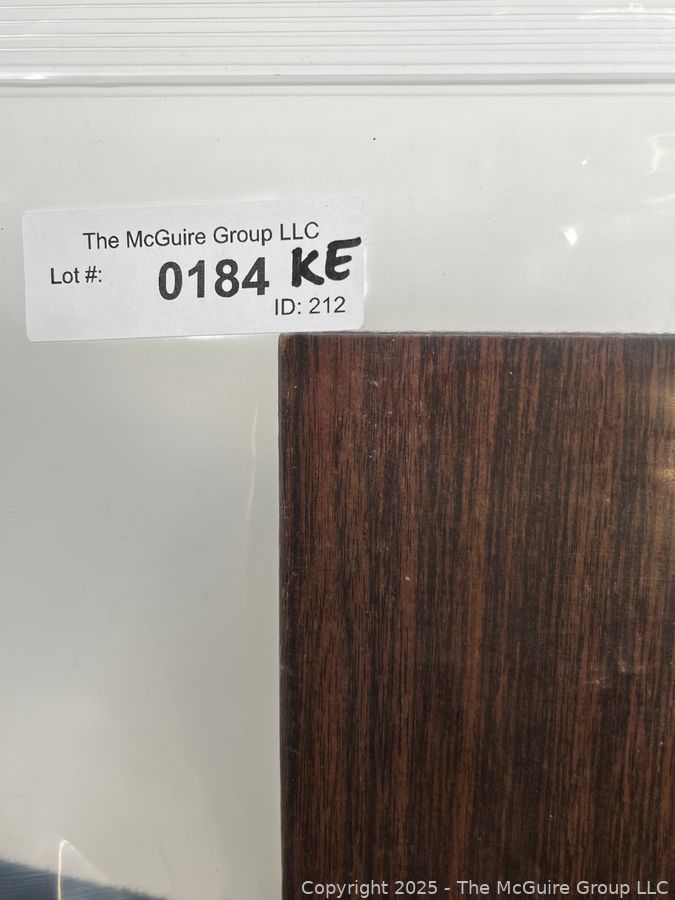 The McGuire Group LLC
Lot #: 0184 KE
ID: 212
Copyright 2025 - The McGuire Group LLC